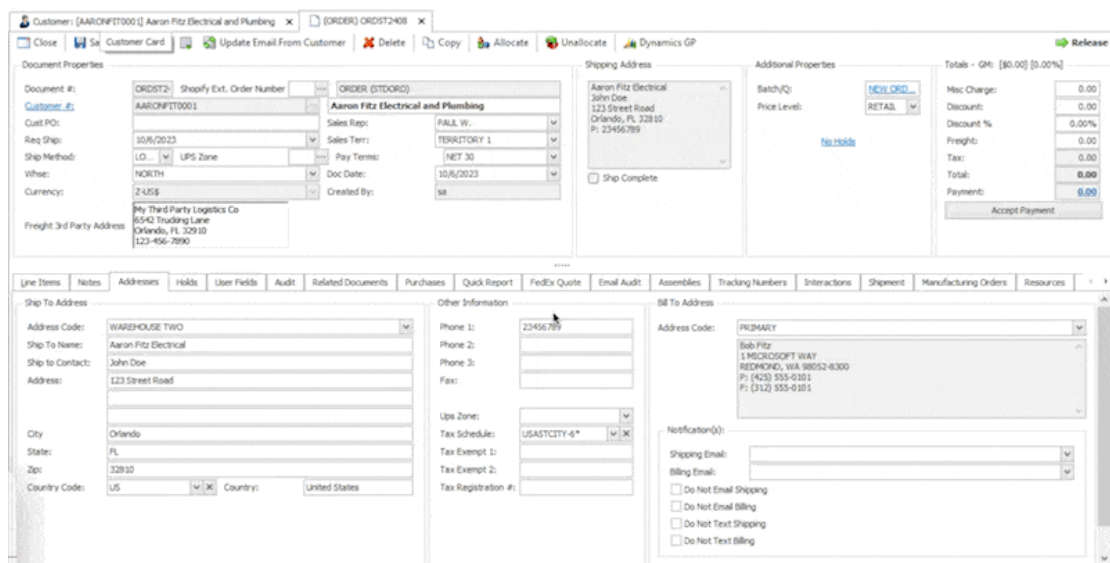 Customer: [AARONFIT0001] Aaron Fitz Electrical and Plumbing × (ORDER) ORDST2408 ×
Close Sa Customer Card Update Email From Customer Delete Copy Allocate Unallocate Dynamics GP Release
Document Properties
Document #: ORDST2- Shopify Ext. Order Number ... ORDER (STDORD)
Customer #: AARONFIT0001 Aaron Fitz Electrical and Plumbing
Cust PO: Sales Rep: PAUL W.
Req Ship: 10/6/2023 Sales Terr: TERRITORY 1
Ship Method: LO... UPS Zone ... Pay Terms: NET 30
Whse: NORTH Doc Date: 10/6/2023
Currency: Z-US$ Created By: sa
Freight 3rd Party Address
My Third Party Logistics Co
6542 Trucking Lane
Orlando, FL 32910
123-456-7890
Shipping Address
Aaron Fitz Electrical
John Doe
123 Street Road
Orlando, FL 32810
P: 23456789
Ship Complete
Additional Properties
Batch/Q: NEW ORD...
Price Level: RETAIL
No Holds
Totals - GM: [$0.00] [0.00%]
Misc Charge: 0.00
Discount: 0.00
Discount % 0.00%
Freight: 0.00
Tax: 0.00
Total: 0.00
Payment: 0.00
Accept Payment
Line Items Notes Addresses Holds User Fields Audit Related Documents Purchases Quick Report FedEx Quote Email Audit Assemblies Tracking Numbers Interactions Shipment Manufacturing Orders Resources
Ship To Address
Address Code: WAREHOUSE TWO
Ship To Name: Aaron Fitz Electrical
Ship to Contact: John Doe
Address: 123 Street Road
City Orlando
State: FL
Zip: 32810
Country Code: US Country: United States
Other Information
Phone 1: 23456789
Phone 2:
Phone 3:
Fax:
Ups Zone:
Tax Schedule: USASTCITY-6*
Tax Exempt 1:
Tax Exempt 2:
Tax Registration #:
Bill To Address
Address Code: PRIMARY
Bob Fitz
1 MICROSOFT WAY
REDMOND, WA 98052-8300
P: (425) 555-0101
P: (312) 555-0101
Notification(s):
Shipping Email:
Billing Email:
Do Not Email Shipping
Do Not Email Billing
Do Not Text Shipping
Do Not Text Billing